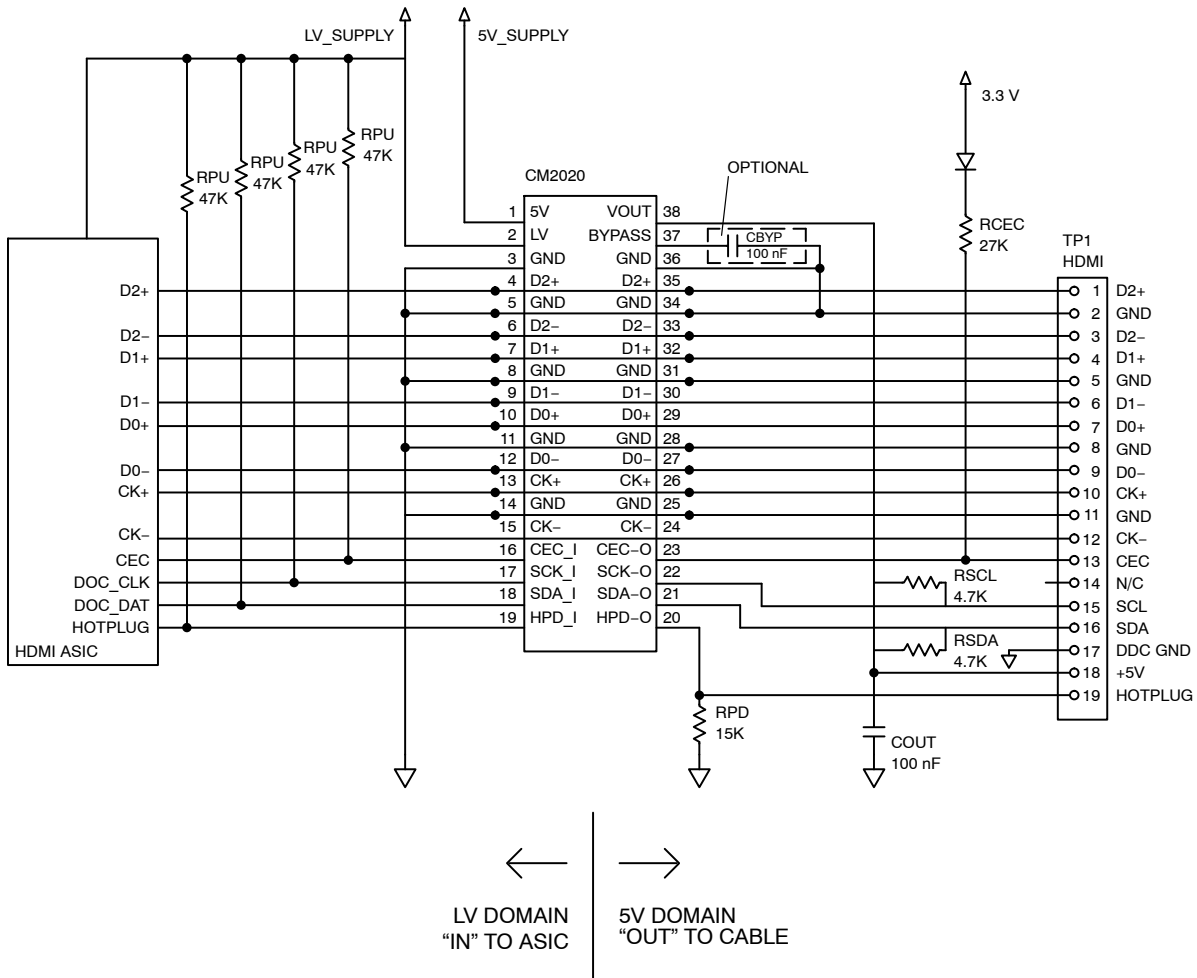 LV_SUPPLY
5V_SUPPLY
3.3 V
RPU
47K
RPU
47K
RPU
47K
RPU
47K
OPTIONAL
CM2020
CBYP
100 nF
RCEC
27K
TP1
HDMI
1 5V VOUT 38
2 LV BYPASS 37
3 GND GND 36
4 D2+ D2+ 35
5 GND GND 34
6 D2− D2− 33
7 D1+ D1+ 32
8 GND GND 31
9 D1− D1− 30
10 D0+ D0+ 29
11 GND GND 28
12 D0− D0− 27
13 CK+ CK+ 26
14 GND GND 25
15 CK− CK− 24
16 CEC_I CEC−O 23
17 SCK_I SCK−O 22
18 SDA_I SDA−O 21
19 HPD_I HPD−O 20
D2+
D2−
D1+
D1−
D0+
D0−
CK+
CK−
CEC
DOC_CLK
DOC_DAT
HOTPLUG
HDMI ASIC
1 D2+
2 GND
3 D2−
4 D1+
5 GND
6 D1−
7 D0+
8 GND
9 D0−
10 CK+
11 GND
12 CK−
13 CEC
14 N/C
15 SCL
16 SDA
17 DDC GND
18 +5V
19 HOTPLUG
RSCL
4.7K
RSDA
4.7K
RPD
15K
COUT
100 nF
LV DOMAIN
“IN” TO ASIC
5V DOMAIN
“OUT” TO CABLE